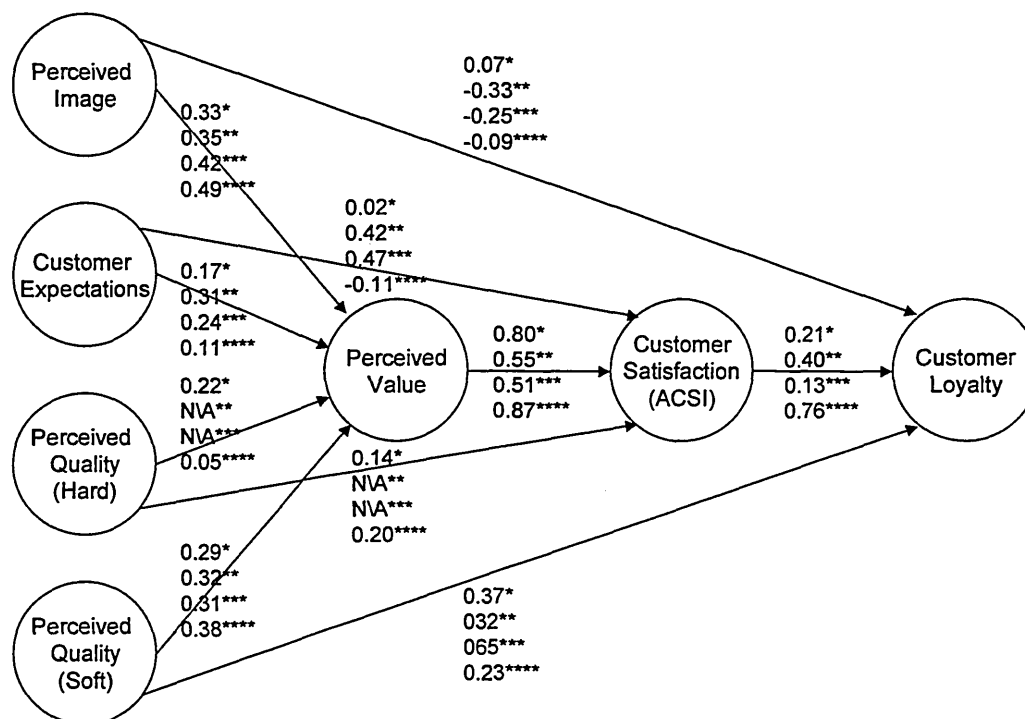 Perceived
Image
0.07*
-0.33**
-0.25***
-0.09****
0.33*
0.35**
0.42***
0.49****
Customer
Expectations
0.02*
0.42**
0.47***
-0.11****
0.17*
0.31**
0.24***
0.11****
Perceived
Value
0.80*
0.55**
0.51***
0.87****
Customer
Satisfaction
(ACSI)
0.21*
0.40**
0.13***
0.76****
Customer
Loyalty
0.22*
N\A**
N\A***
0.05****
Perceived
Quality
(Hard)
0.14*
N\A**
N\A***
0.20****
0.29*
0.32**
0.31***
0.38****
Perceived
Quality
(Soft)
0.37*
032**
065***
0.23****